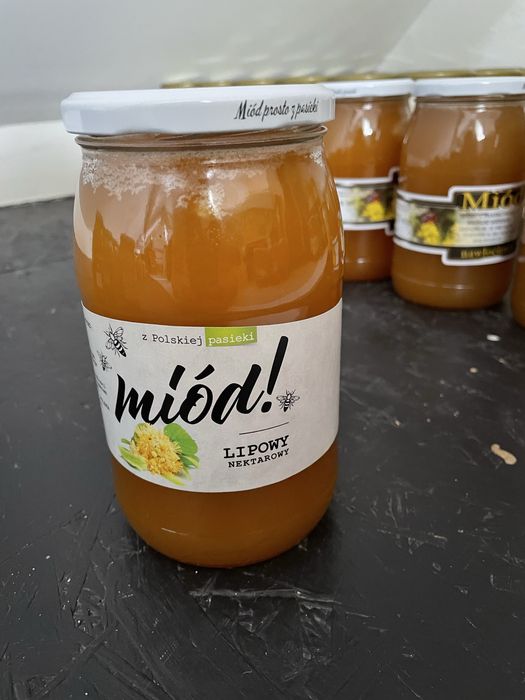 Miód prosto z pasieki
z Polskiej pasieki
miód!
LIPOWY
NEKTAROWY
Miód